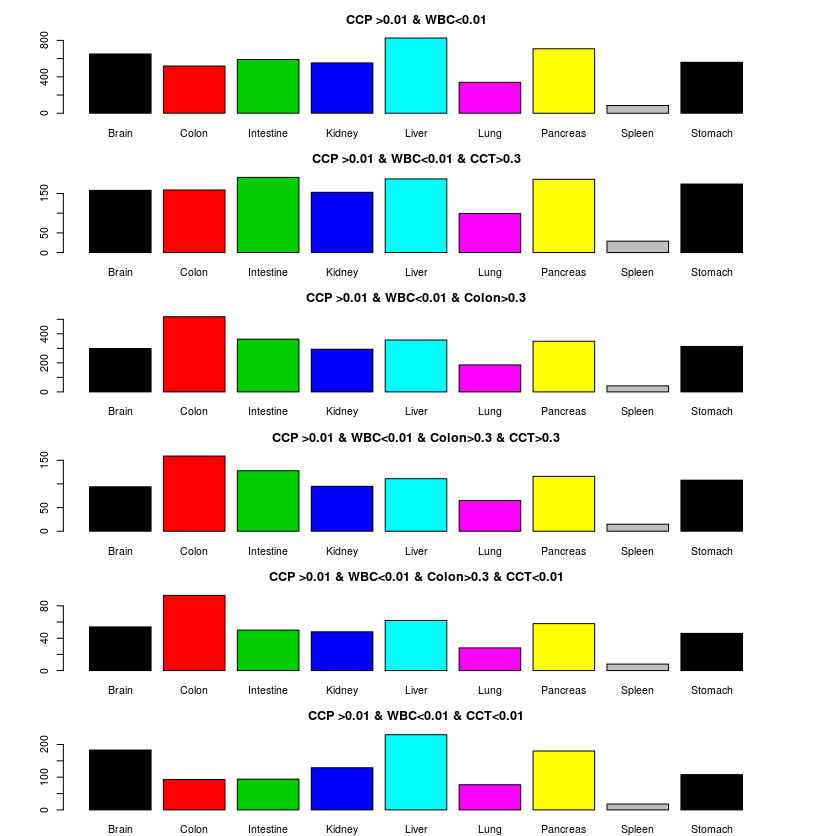 CCP >0.01 & WBC<0.01
800
400
0
Brain Colon Intestine Kidney Liver Lung Pancreas Spleen Stomach
CCP >0.01 & WBC<0.01 & CCT>0.3
150
50
0
Brain Colon Intestine Kidney Liver Lung Pancreas Spleen Stomach
CCP >0.01 & WBC<0.01 & Colon>0.3
400
200
0
Brain Colon Intestine Kidney Liver Lung Pancreas Spleen Stomach
CCP >0.01 & WBC<0.01 & Colon>0.3 & CCT>0.3
150
50
0
Brain Colon Intestine Kidney Liver Lung Pancreas Spleen Stomach
CCP >0.01 & WBC<0.01 & Colon>0.3 & CCT<0.01
80
40
0
Brain Colon Intestine Kidney Liver Lung Pancreas Spleen Stomach
CCP >0.01 & WBC<0.01 & CCT<0.01
200
100
0
Brain Colon Intestine Kidney Liver Lung Pancreas Spleen Stomach